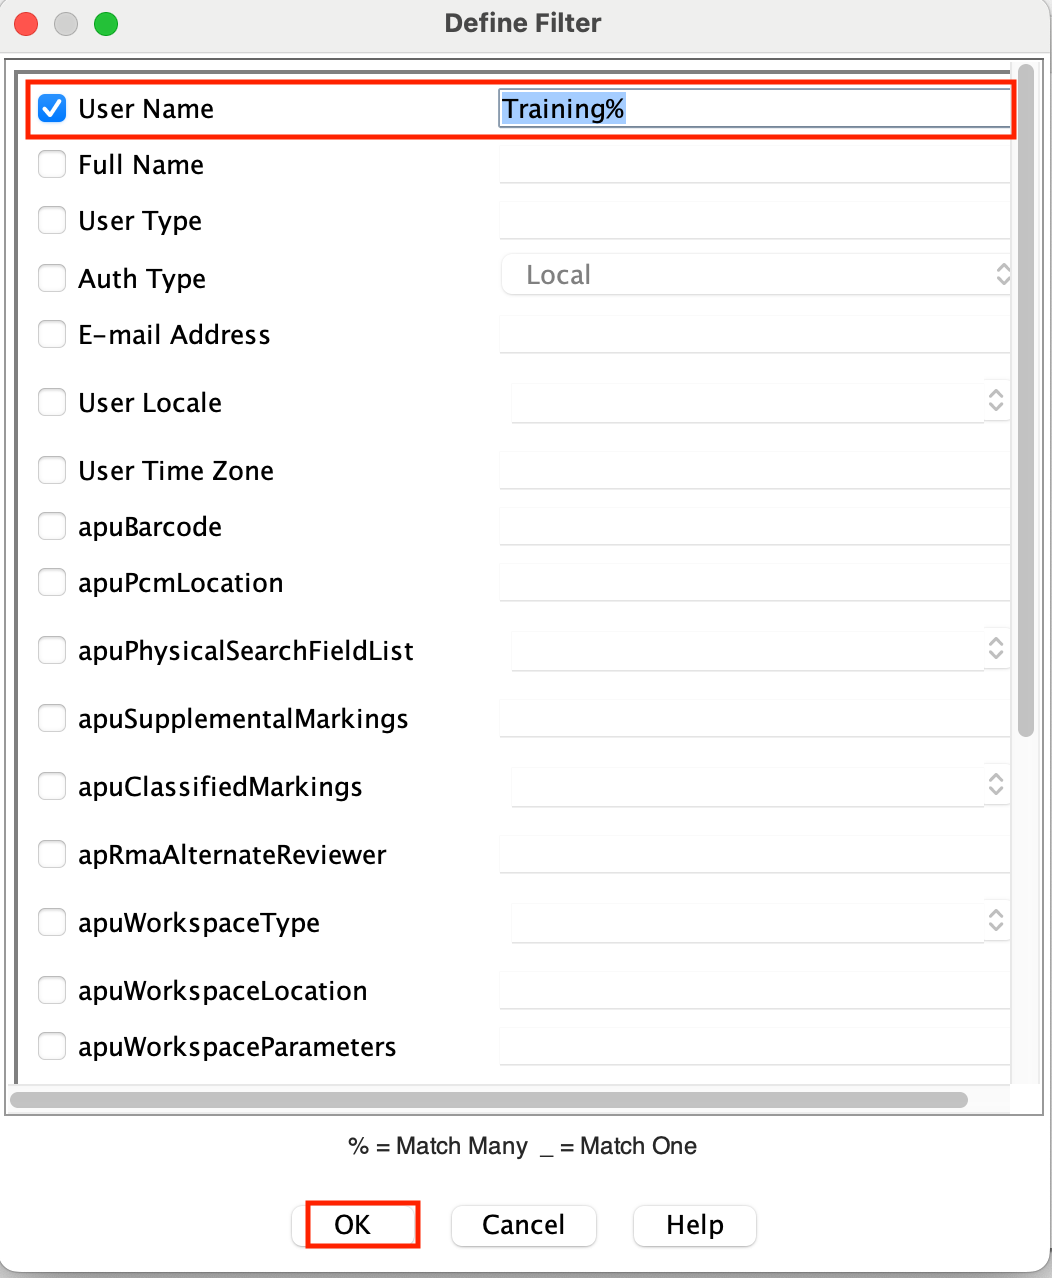 Define Filter
User Name Training%
Full Name
User Type
Auth Type Local
E-mail Address
User Locale
User Time Zone
apuBarcode
apuPcmLocation
apuPhysicalSearchFieldList
apuSupplementalMarkings
apuClassifiedMarkings
apRmaAlternateReviewer
apuWorkspaceType
apuWorkspaceLocation
apuWorkspaceParameters
% = Match Many _ = Match One
OK Cancel Help